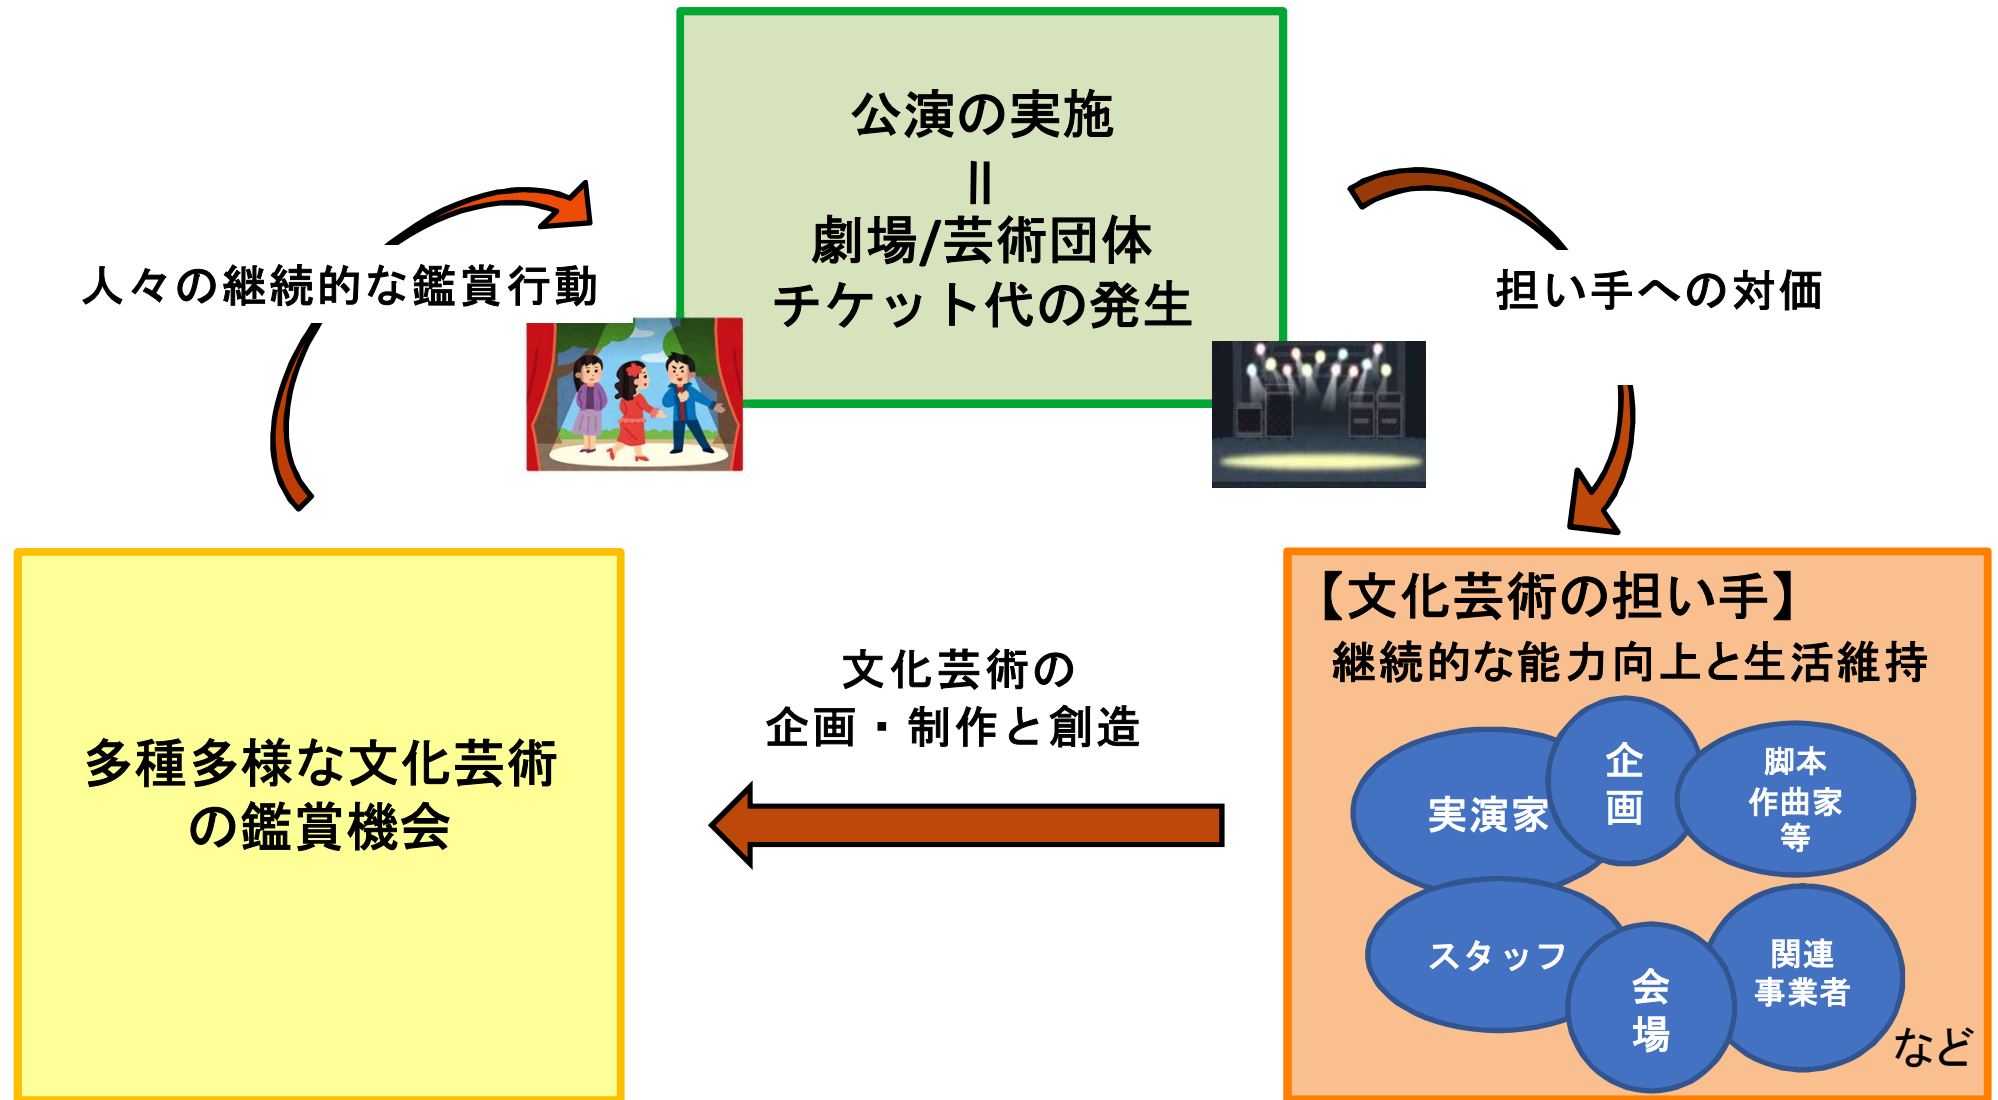 公演の実施
＝
劇場/芸術団体
チケット代の発生
人々の継続的な鑑賞行動
担い手への対価
【文化芸術の担い手】
継続的な能力向上と生活維持
実演家
企
画
脚本
作曲家
等
スタッフ
会
場
関連
事業者
など
文化芸術の
企画・制作と創造
多種多様な文化芸術
の鑑賞機会